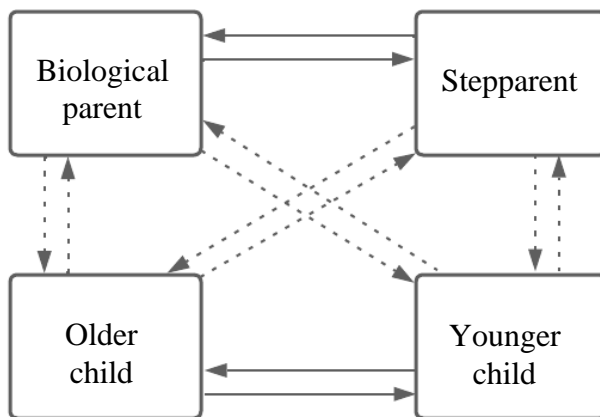 Biological
parent
Stepparent
Older
child
Younger
child